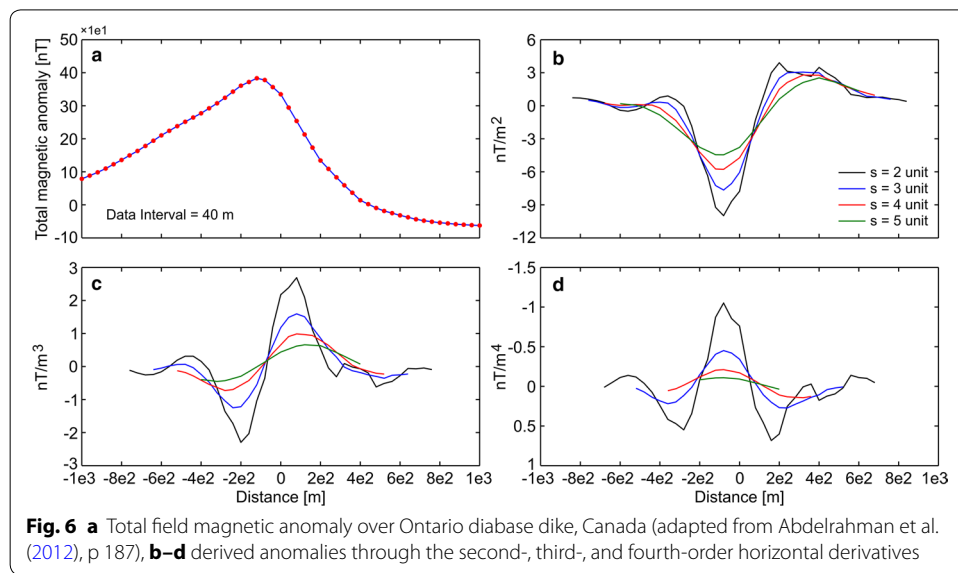 ×1e1
50
40
30
20
10
0
-10
Total magnetic anomaly [nT]
a
Data Interval = 40 m
6
3
0
-3
-6
-9
-12
nT/m2
b
s = 2 unit
s = 3 unit
s = 4 unit
s = 5 unit
3
2
1
0
-1
-2
-3
nT/m3
c
-1e3 -8e2 -6e2 -4e2 -2e2 0 2e2 4e2 6e2 8e2 1e3
Distance [m]
-1.5
-1
-0.5
0
0.5
1
nT/m4
d
-1e3 -8e2 -6e2 -4e2 -2e2 0 2e2 4e2 6e2 8e2 1e3
Distance [m]
Fig. 6 a Total field magnetic anomaly over Ontario diabase dike, Canada (adapted from Abdelrahman et al.
(2012), p 187), b–d derived anomalies through the second-, third-, and fourth-order horizontal derivatives